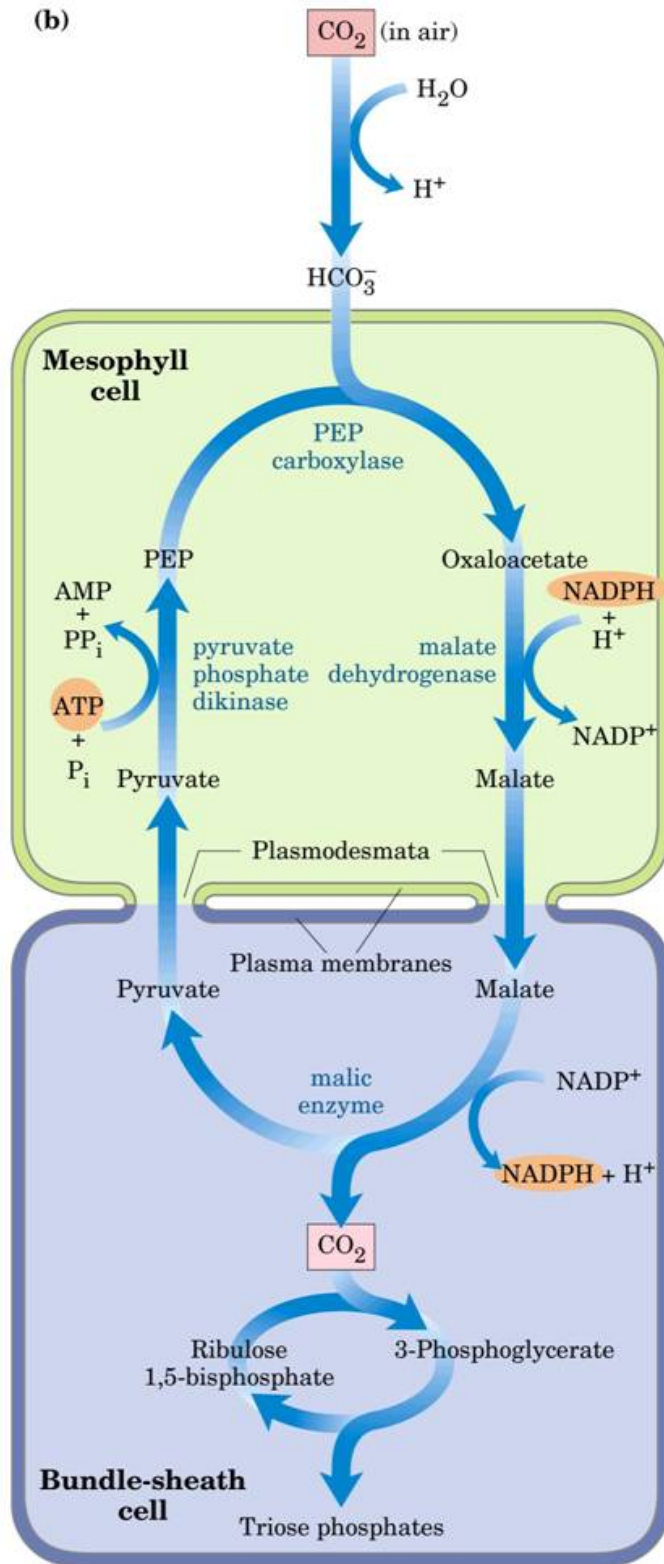 (b)
CO₂ (in air)
H₂O
H⁺
HCO₃⁻
Mesophyll
cell
PEP
carboxylase
PEP
Oxaloacetate
AMP
+
PPᵢ
NADPH
+
H⁺
pyruvate
phosphate
dikinase
malate
dehydrogenase
ATP
+
Pᵢ
NADP⁺
Pyruvate
Malate
Plasmodesmata
Plasma membranes
Pyruvate
Malate
malic
enzyme
NADP⁺
NADPH + H⁺
CO₂
Ribulose
1,5-bisphosphate
3-Phosphoglycerate
Bundle-sheath
cell
Triose phosphates